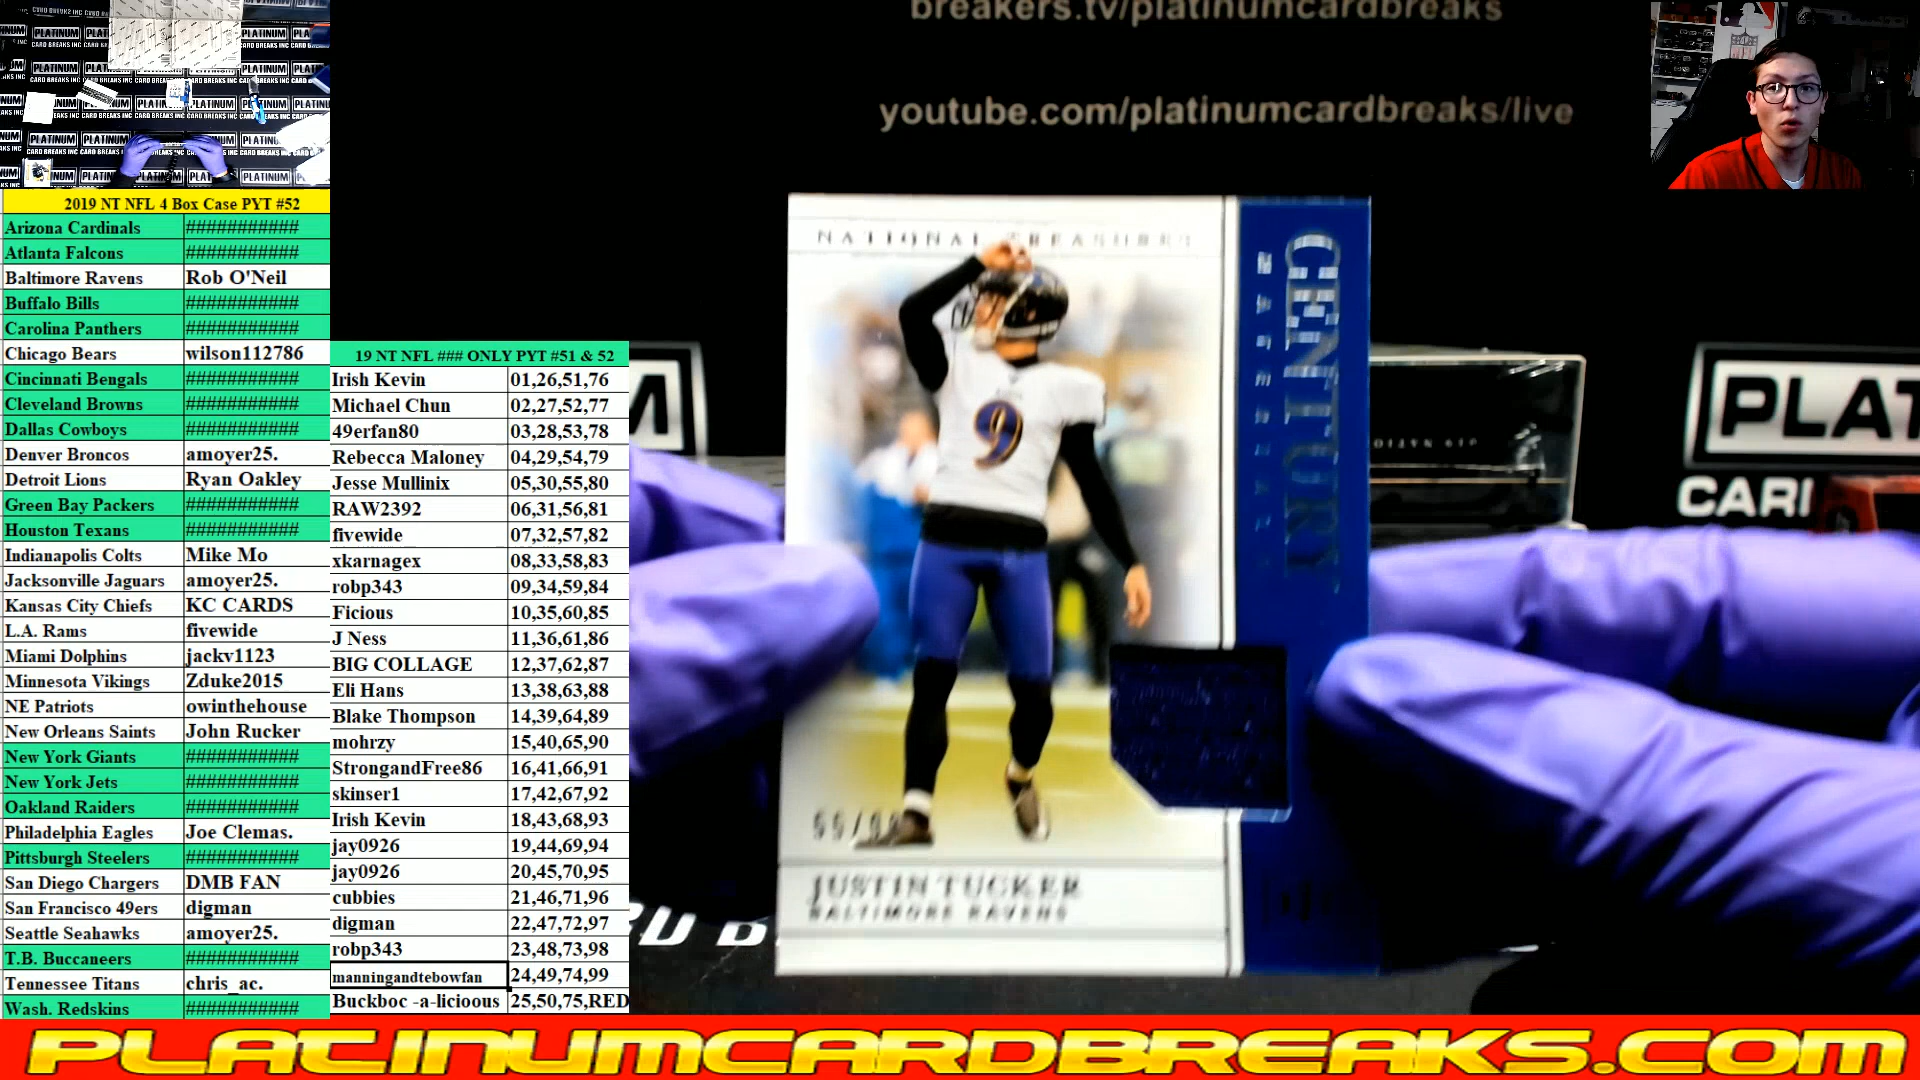 breakers.tv/platinumcardbreaks
youtube.com/platinumcardbreaks/live
2019 NT NFL 4 Box Case PYT #52
Arizona Cardinals ###########
Atlanta Falcons ###########
Baltimore Ravens Rob O'Neil
Buffalo Bills ###########
Carolina Panthers ###########
Chicago Bears wilson112786
Cincinnati Bengals ###########
Cleveland Browns ###########
Dallas Cowboys ###########
Denver Broncos amoyer25.
Detroit Lions Ryan Oakley
Green Bay Packers ###########
Houston Texans ###########
Indianapolis Colts Mike Mo
Jacksonville Jaguars amoyer25.
Kansas City Chiefs KC CARDS
L.A. Rams fivewide
Miami Dolphins jackv1123
Minnesota Vikings Zduke2015
NE Patriots owinthehouse
New Orleans Saints John Rucker
New York Giants ###########
New York Jets ###########
Oakland Raiders ###########
Philadelphia Eagles Joe Clemas.
Pittsburgh Steelers ###########
San Diego Chargers DMB FAN
San Francisco 49ers digman
Seattle Seahawks amoyer25.
T.B. Buccaneers ###########
Tennessee Titans chris_ac.
Wash. Redskins ###########
19 NT NFL ### ONLY PYT #51 & 52
Irish Kevin 01,26,51,76
Michael Chun 02,27,52,77
49erfan80 03,28,53,78
Rebecca Maloney 04,29,54,79
Jesse Mullinix 05,30,55,80
RAW2392 06,31,56,81
fivewide 07,32,57,82
xkarnagex 08,33,58,83
robp343 09,34,59,84
Ficious 10,35,60,85
J Ness 11,36,61,86
BIG COLLAGE 12,37,62,87
Eli Hans 13,38,63,88
Blake Thompson 14,39,64,89
mohrzy 15,40,65,90
StrongandFree86 16,41,66,91
skinser1 17,42,67,92
Irish Kevin 18,43,68,93
jay0926 19,44,69,94
jay0926 20,45,70,95
cubbies 21,46,71,96
digman 22,47,72,97
robp343 23,48,73,98
manningandtebowfan 24,49,74,99
Buckboc -a-licioous 25,50,75,RED
NATIONAL TREASURES
CENTURY
MATERIALS
9
JUSTIN TUCKER
BALTIMORE RAVENS
PLAT
CARI
PLATINUMCARDBREAKS.COM